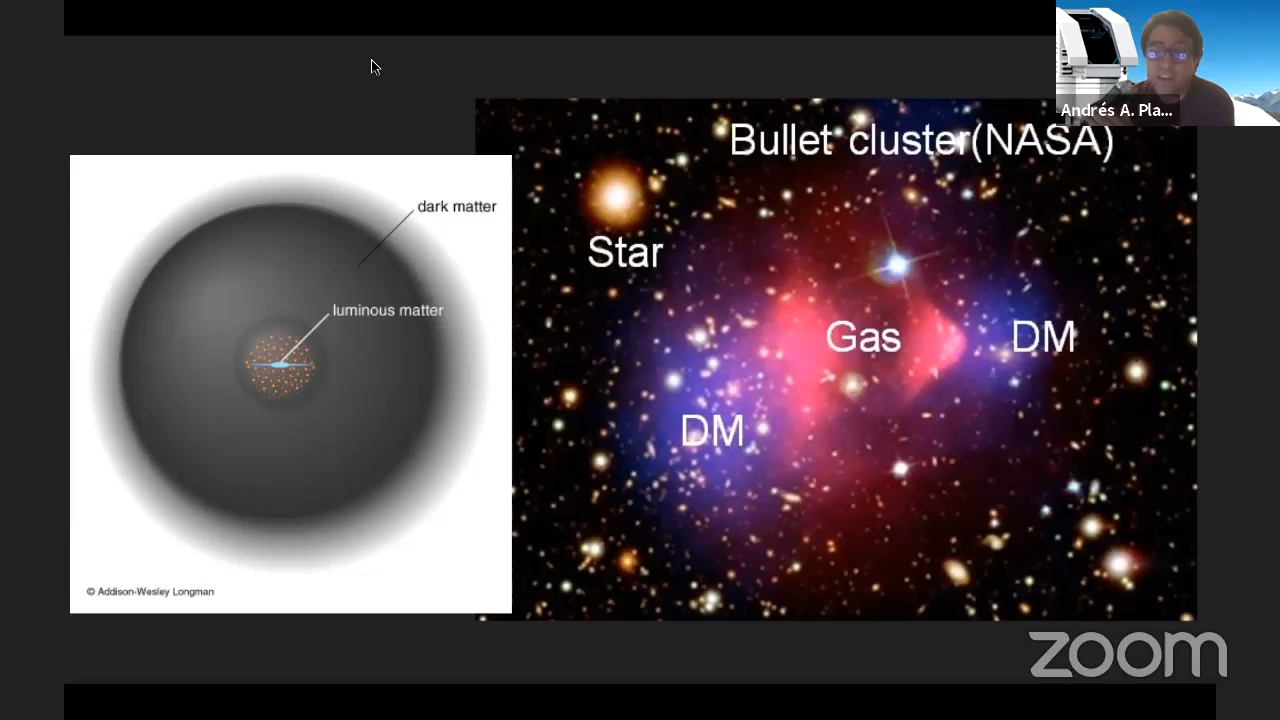 Andrés A. Pla...
Bullet cluster(NASA)
dark matter
Star
luminous matter
Gas
DM
DM
© Addison-Wesley Longman
zoom